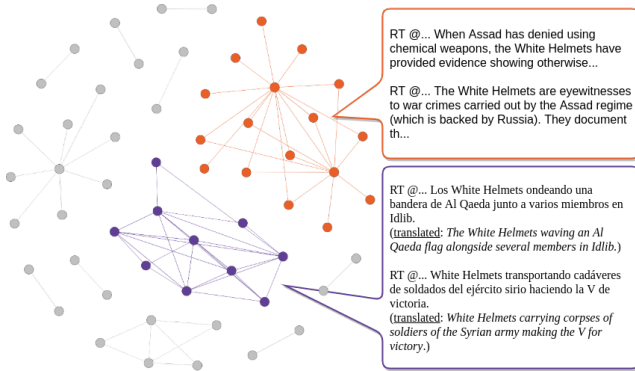 RT @... When Assad has denied using
chemical weapons, the White Helmets have
provided evidence showing otherwise...
RT @... The White Helmets are eyewitnesses
to war crimes carried out by the Assad regime
(which is backed by Russia). They document
th...
RT @... Los White Helmets ondeando una
bandera de Al Qaeda junto a varios miembros en
Idlib.
(translated: The White Helmets waving an Al
Qaeda flag alongside several members in Idlib.)
RT @... White Helmets transportando cadáveres
de soldados del ejército sirio haciendo la V de
victoria.
(translated: White Helmets carrying corpses of
soldiers of the Syrian army making the V for
victory.)